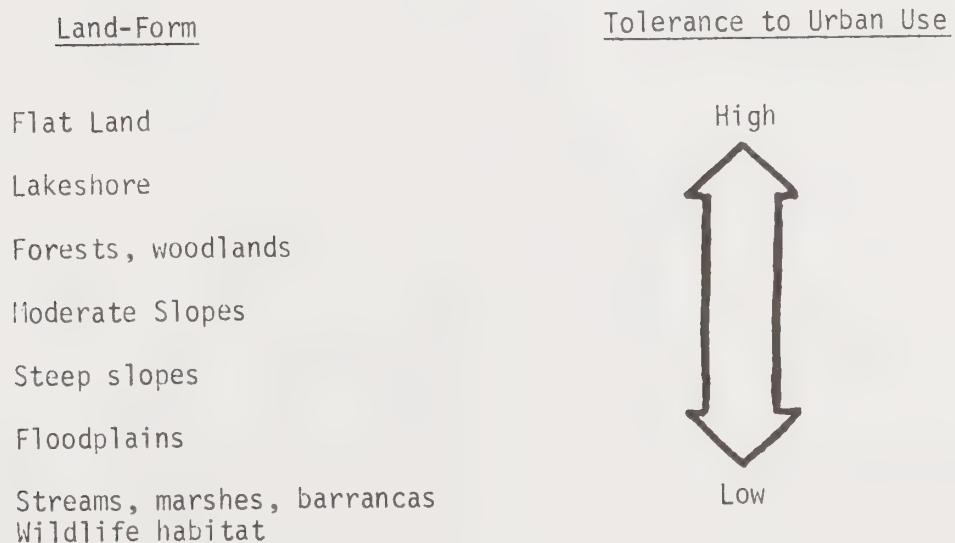 Land-Form
Tolerance to Urban Use
Flat Land
High
Lakeshore
Forests, woodlands
Moderate Slopes
Steep slopes
Floodplains
Streams, marshes, barrancas
Low
Wildlife habitat